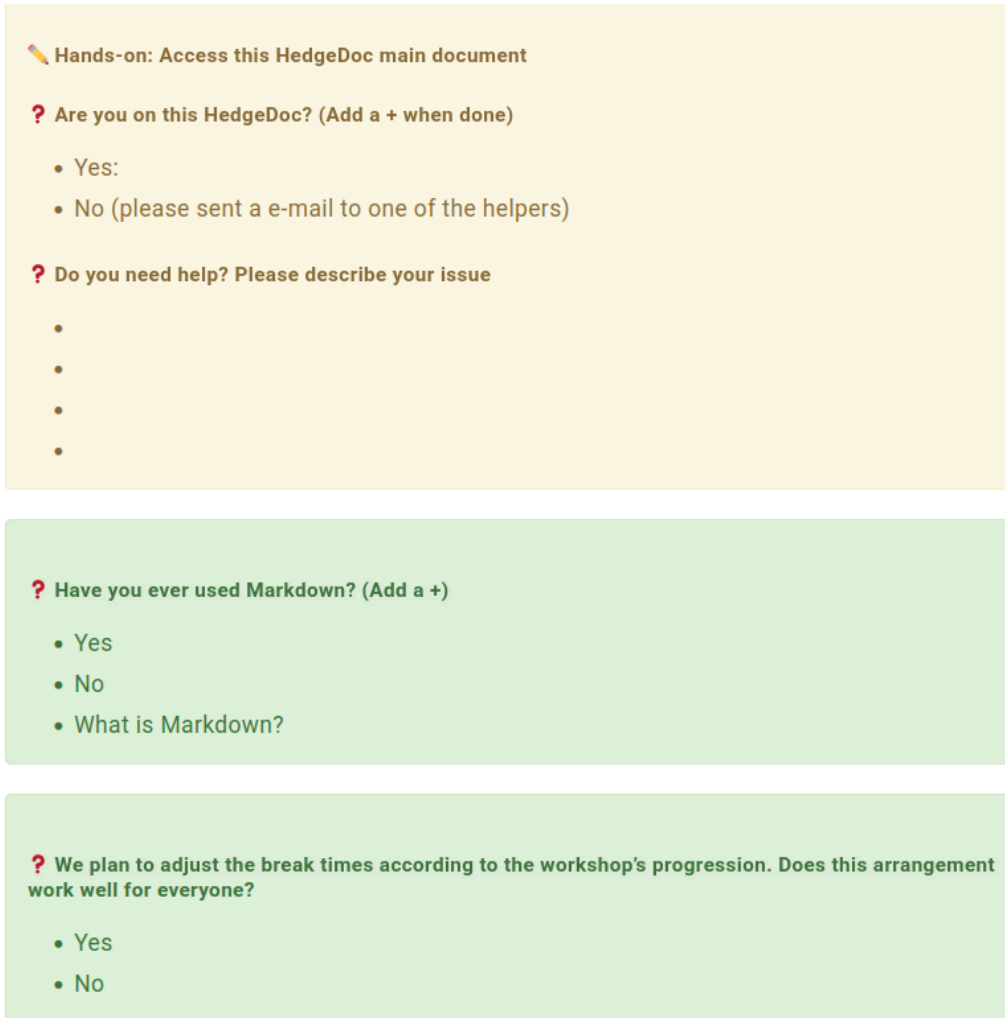 ✏️ Hands-on: Access this HedgeDoc main document
❓ Are you on this HedgeDoc? (Add a + when done)
• Yes:
• No (please sent a e-mail to one of the helpers)
❓ Do you need help? Please describe your issue
•
•
•
•
❓ Have you ever used Markdown? (Add a +)
• Yes
• No
• What is Markdown?
❓ We plan to adjust the break times according to the workshop’s progression. Does this arrangement
work well for everyone?
• Yes
• No